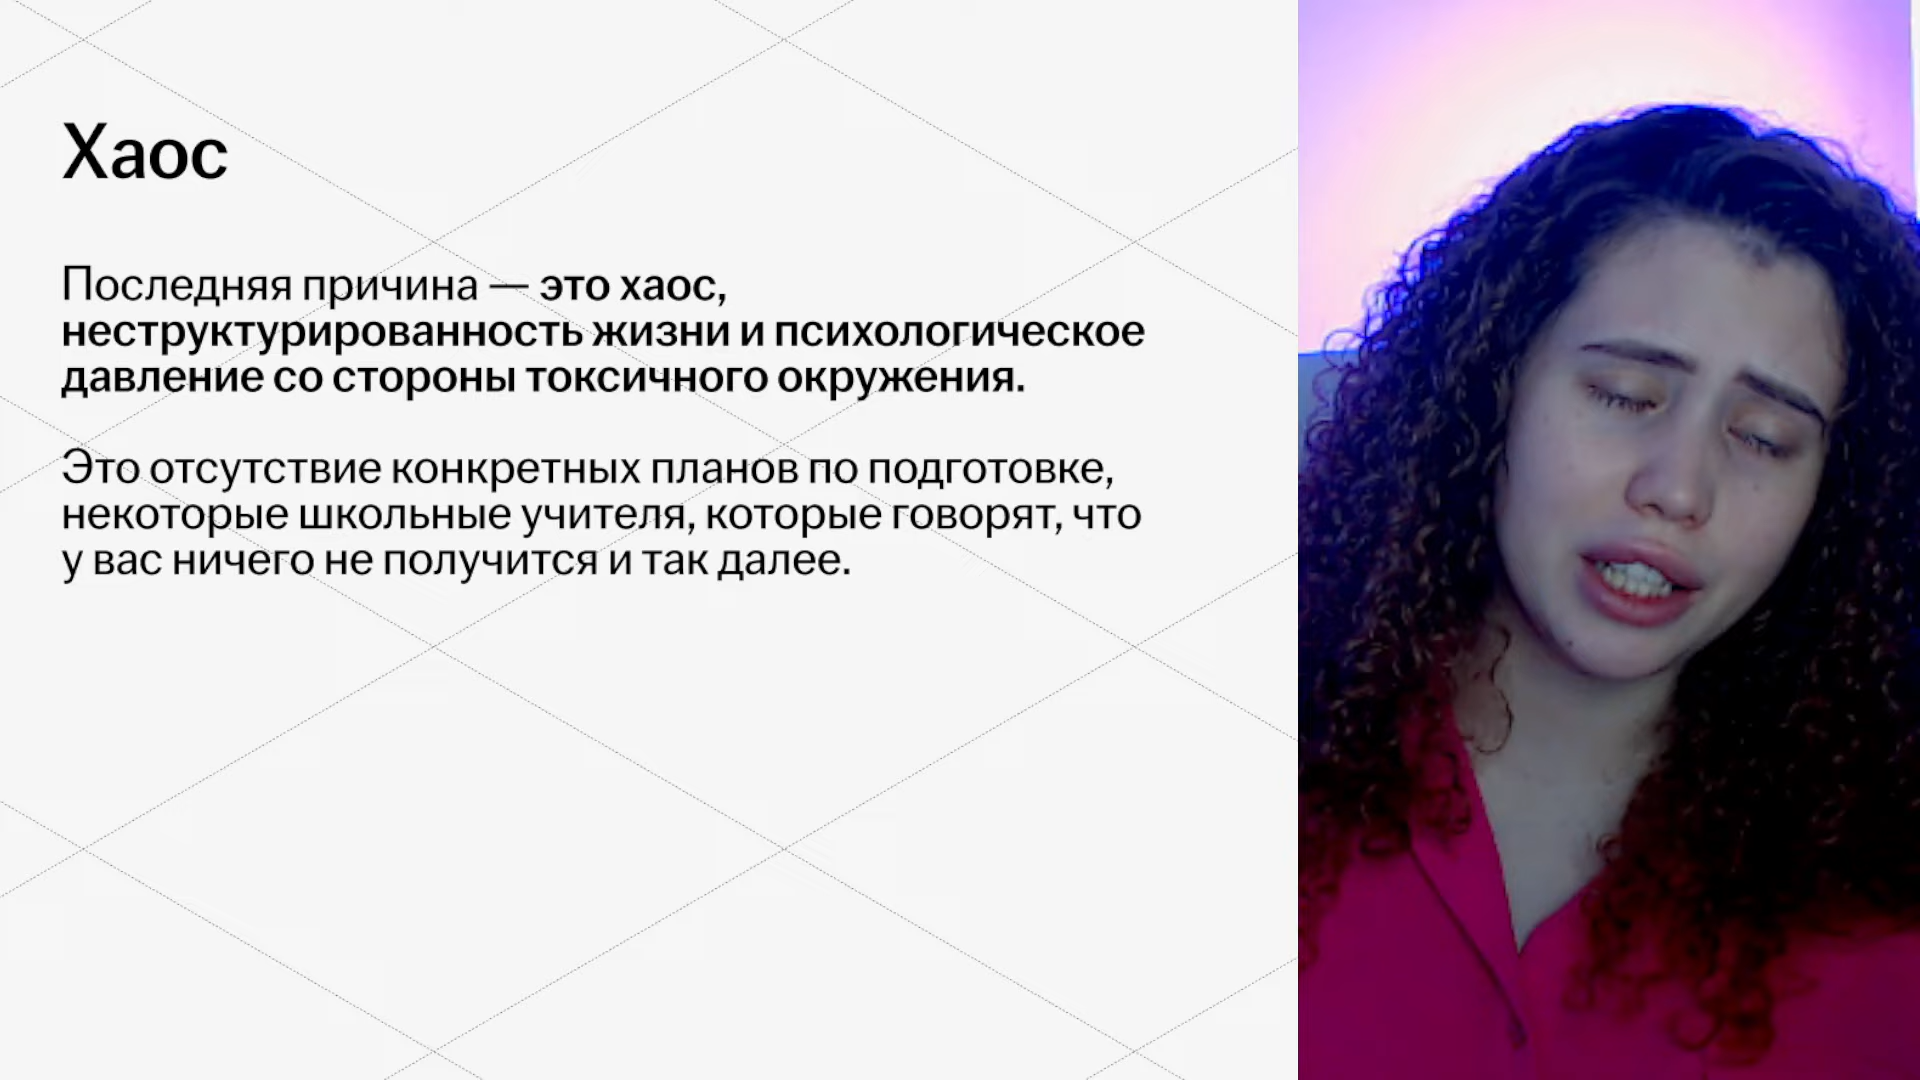 Хаос
Последняя причина — это хаос,
неструктурированность жизни и психологическое
давление со стороны токсичного окружения.
Это отсутствие конкретных планов по подготовке,
некоторые школьные учителя, которые говорят, что
у вас ничего не получится и так далее.